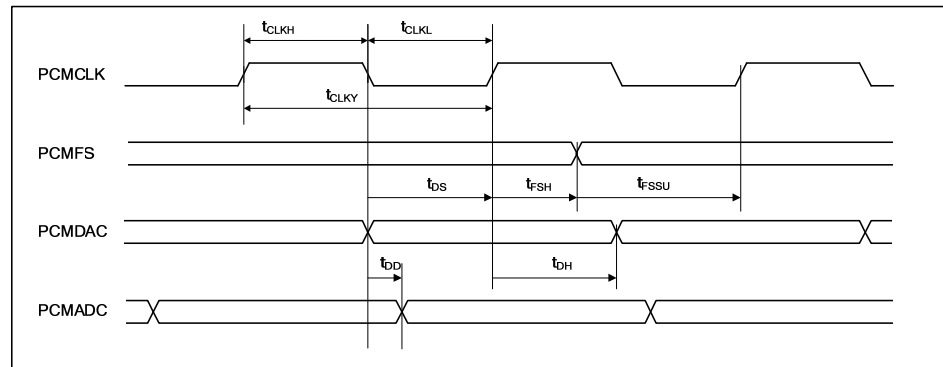 tCLKH tCLKL
PCMCLK
tCLKY
PCMFS
tDS tFSH tFSSU
PCMDAC
tDD tDH
PCMADC